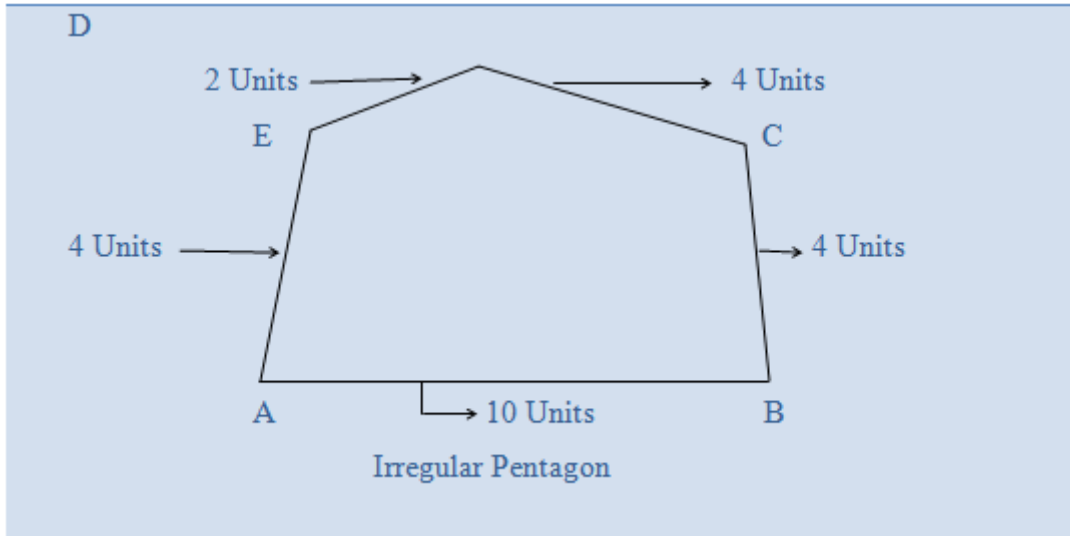 D
2 Units
4 Units
E
C
4 Units
4 Units
A
10 Units
B
Irregular Pentagon